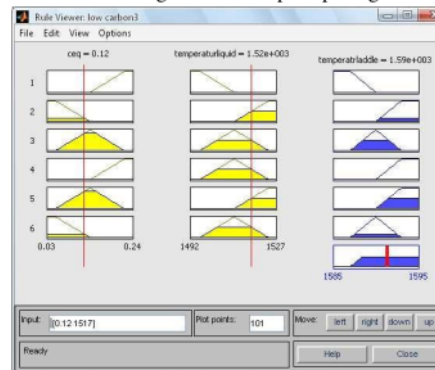 Rule Viewer: low carbon3
File Edit View Options
ceq = 0.12 temperaturliquid = 1.52e+003 temperatrladdle = 1.59e+003
1
2
3
4
5
6
0.03 0.24 1492 1527
1585 1595
Input: [0.12 1517] Plot points: 101 Move: left right down up
Ready Help Close